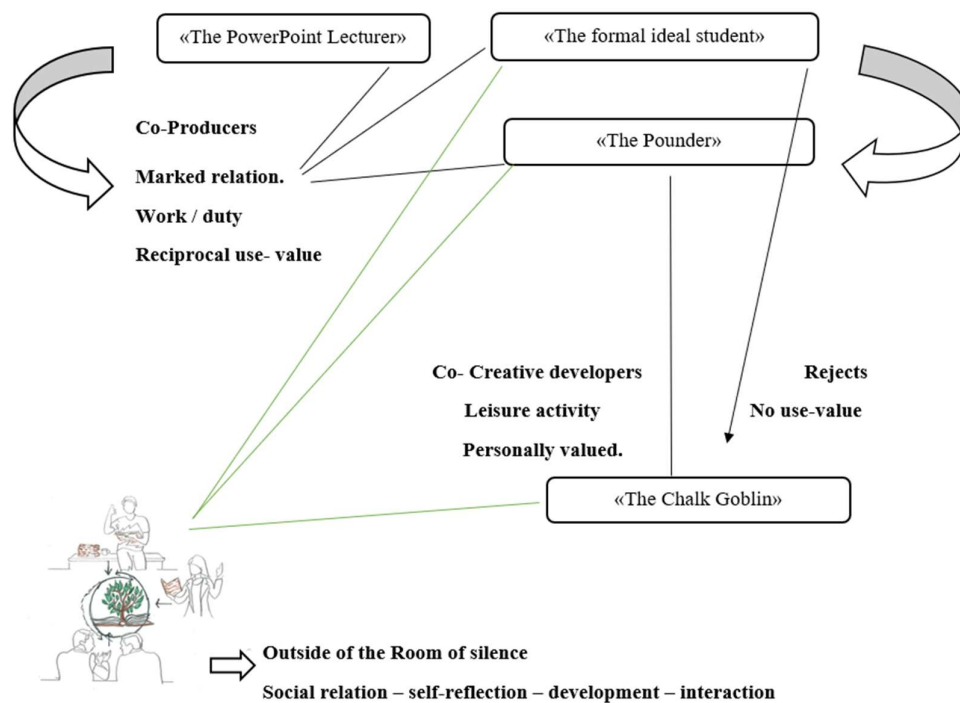 «The PowerPoint Lecturer»
«The formal ideal student»
Co-Producers
«The Pounder»
Marked relation.
Work / duty
Reciprocal use- value
Co- Creative developers
Rejects
Leisure activity
No use-value
Personally valued.
«The Chalk Goblin»
Outside of the Room of silence
Social relation – self-reflection – development – interaction